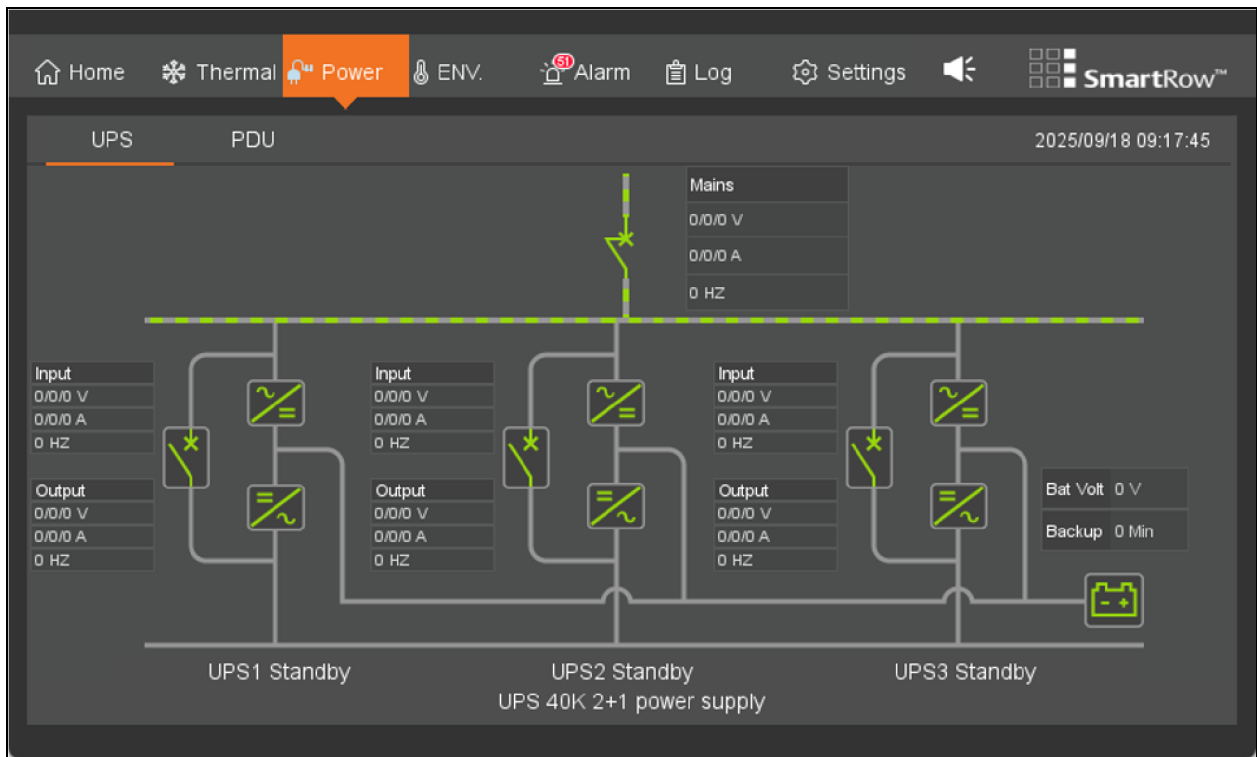 Home Thermal Power ENV. 51 Alarm Log Settings SmartRow™
UPS PDU 2025/09/18 09:17:45
Mains
0/0/0 V
0/0/0 A
0 HZ
Input
0/0/0 V
0/0/0 A
0 HZ
Output
0/0/0 V
0/0/0 A
0 HZ
Input
0/0/0 V
0/0/0 A
0 HZ
Output
0/0/0 V
0/0/0 A
0 HZ
Input
0/0/0 V
0/0/0 A
0 HZ
Output
0/0/0 V
0/0/0 A
0 HZ
Bat Volt 0 V
Backup 0 Min
UPS1 Standby UPS2 Standby UPS3 Standby
UPS 40K 2+1 power supply